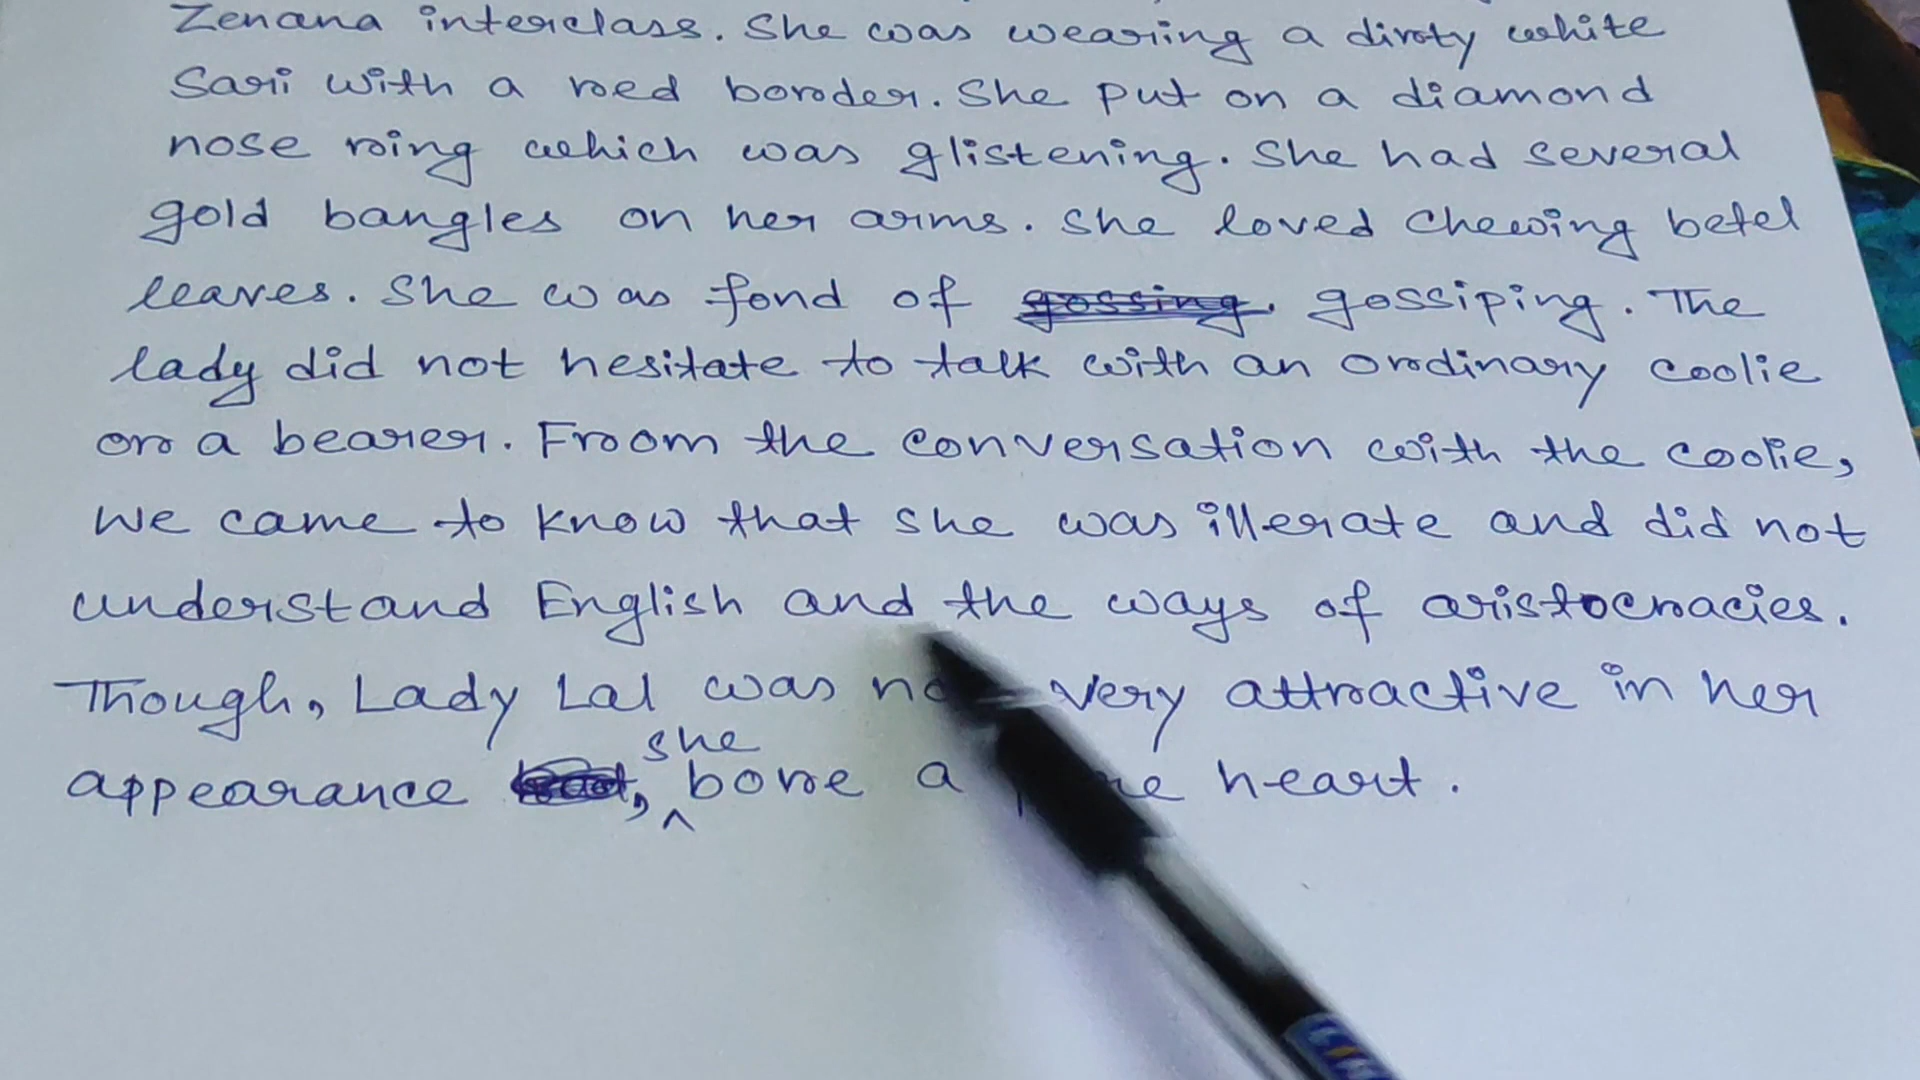 Zenana interclass. She was wearing a dirty white
Sari with a red border. She put on a diamond
nose ring which was glistening. She had several
gold bangles on her arms. She loved chewing betel
leaves. She was fond of gossiping. The
lady did not hesitate to talk with an ordinary coolie
or a bearer. From the conversation with the coolie,
We came to know that she was illerate and did not
understand English and the ways of aristocracies.
Though, Lady Lal was very attractive in her
appearance, she bore a heart.